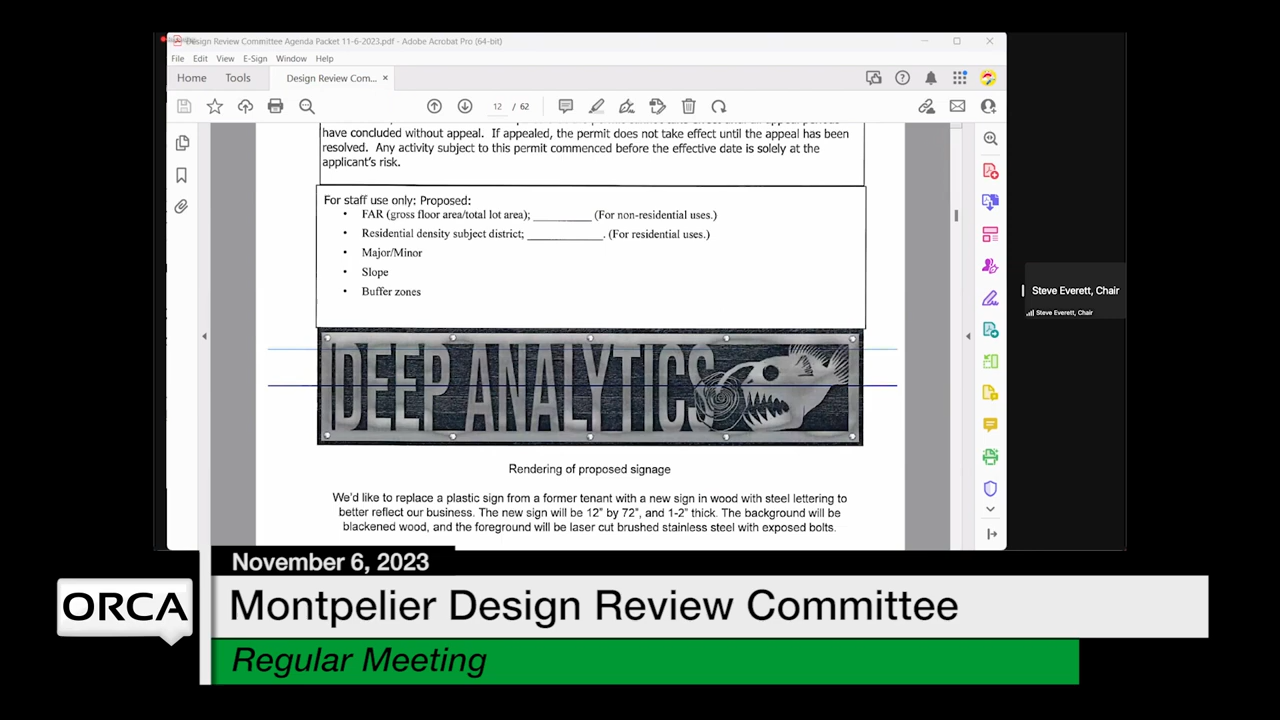 Design Review Committee Agenda Packet 11-6-2023.pdf - Adobe Acrobat Pro (64-bit)
File Edit View E-Sign Window Help
Home Tools Design Review Com... ×
12 / 62
have concluded without appeal. If appealed, the permit does not take effect until the appeal has been
resolved. Any activity subject to this permit commenced before the effective date is solely at the
applicant's risk.
For staff use only: Proposed:
• FAR (gross floor area/total lot area); __________ (For non-residential uses.)
• Residential density subject district; _____________. (For residential uses.)
• Major/Minor
• Slope
• Buffer zones
DEEP ANALYTICS
Rendering of proposed signage
We'd like to replace a plastic sign from a former tenant with a new sign in wood with steel lettering to
better reflect our business. The new sign will be 12" by 72", and 1-2" thick. The background will be
blackened wood, and the foreground will be laser cut brushed stainless steel with exposed bolts.
Steve Everett, Chair
Steve Everett, Chair
November 6, 2023
ORCA
Montpelier Design Review Committee
Regular Meeting